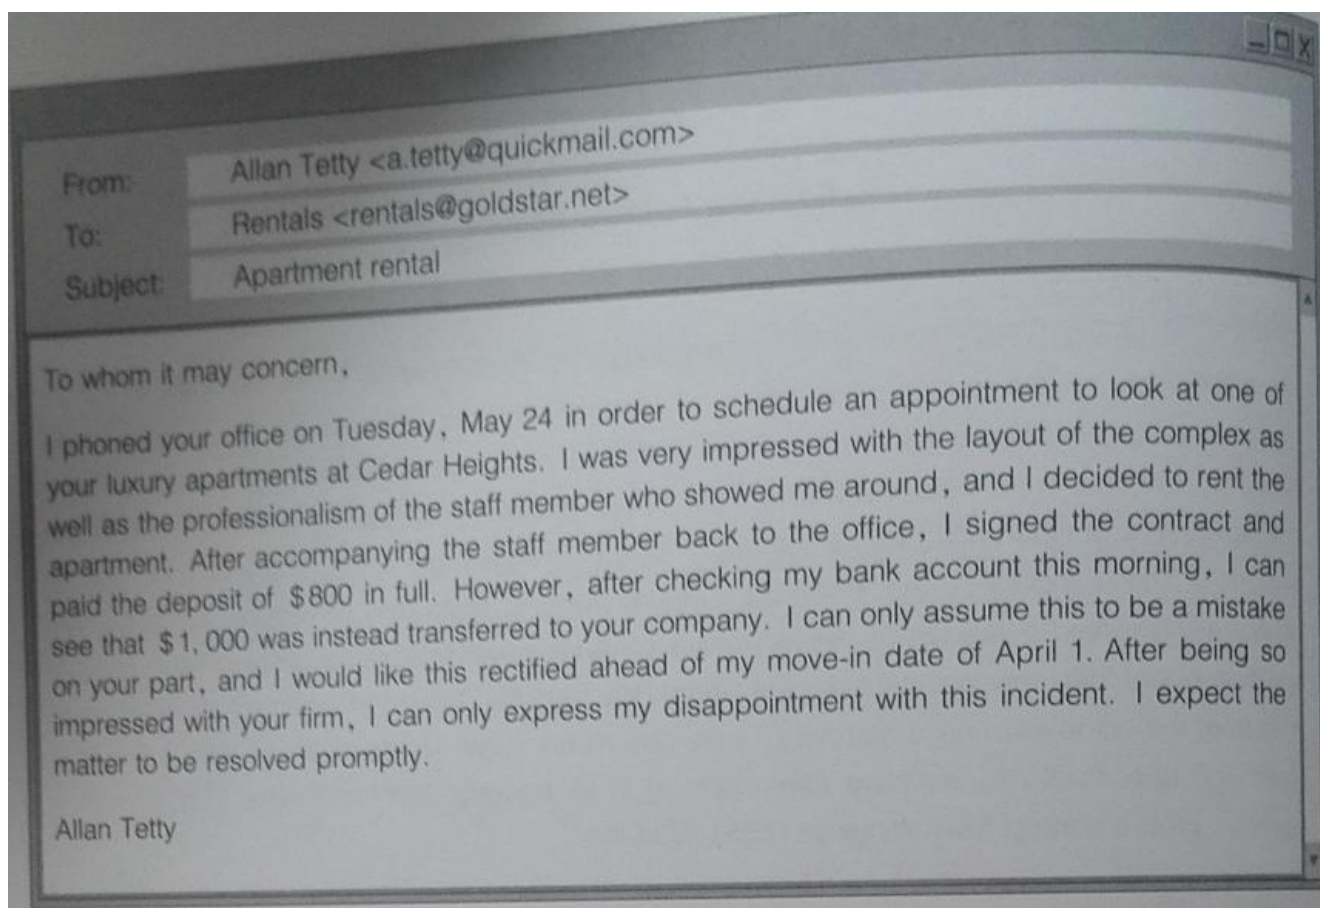 From: Allan Tetty <a.tetty@quickmail.com>
To: Rentals <rentals@goldstar.net>
Subject: Apartment rental
To whom it may concern,
I phoned your office on Tuesday, May 24 in order to schedule an appointment to look at one of
your luxury apartments at Cedar Heights. I was very impressed with the layout of the complex as
well as the professionalism of the staff member who showed me around, and I decided to rent the
apartment. After accompanying the staff member back to the office, I signed the contract and
paid the deposit of $800 in full. However, after checking my bank account this morning, I can
see that $1,000 was instead transferred to your company. I can only assume this to be a mistake
on your part, and I would like this rectified ahead of my move-in date of April 1. After being so
impressed with your firm, I can only express my disappointment with this incident. I expect the
matter to be resolved promptly.
Allan Tetty